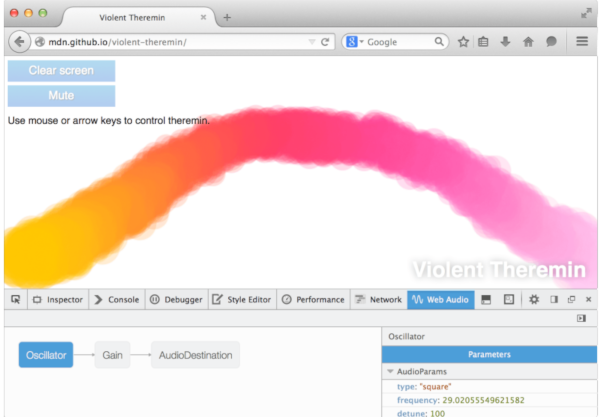 Violent Theremin
mdn.github.io/violent-theremin/
Google
Clear screen
Mute
Use mouse or arrow keys to control theremin.
Violent Theremin
Inspector Console Debugger Style Editor Performance Network Web Audio
Oscillator
Oscillator Gain AudioDestination
Parameters
AudioParams
type: "square"
frequency: 29.02055549621582
detune: 100